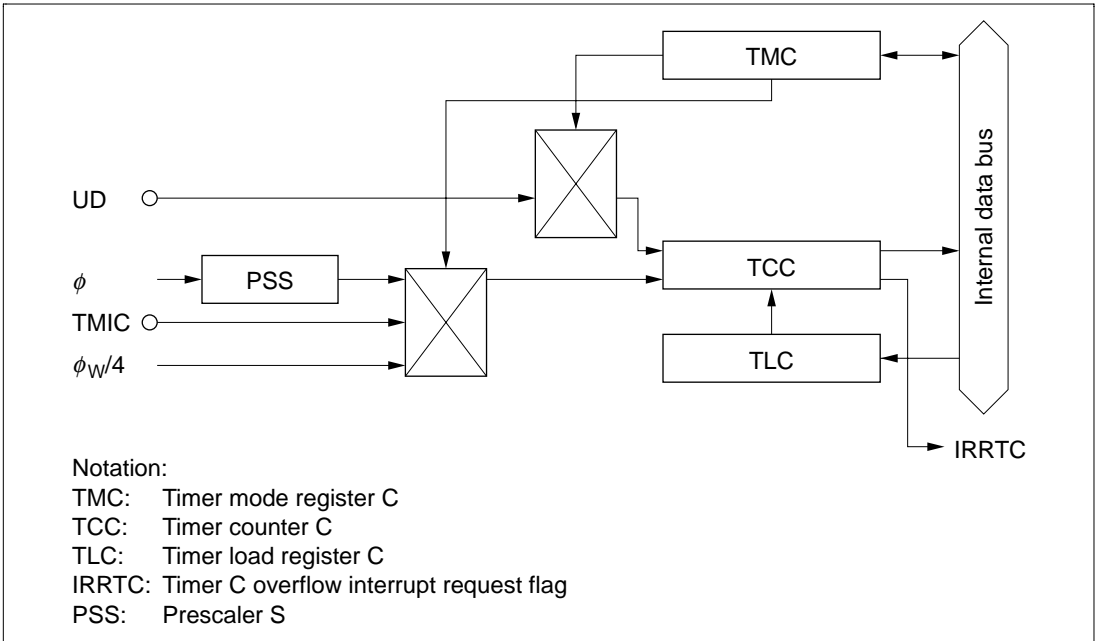 TMC
UD
Internal data bus
TCC
ϕ
PSS
TMIC
TLC
ϕW/4
IRRTC
Notation:
TMC: Timer mode register C
TCC: Timer counter C
TLC: Timer load register C
IRRTC: Timer C overflow interrupt request flag
PSS: Prescaler S